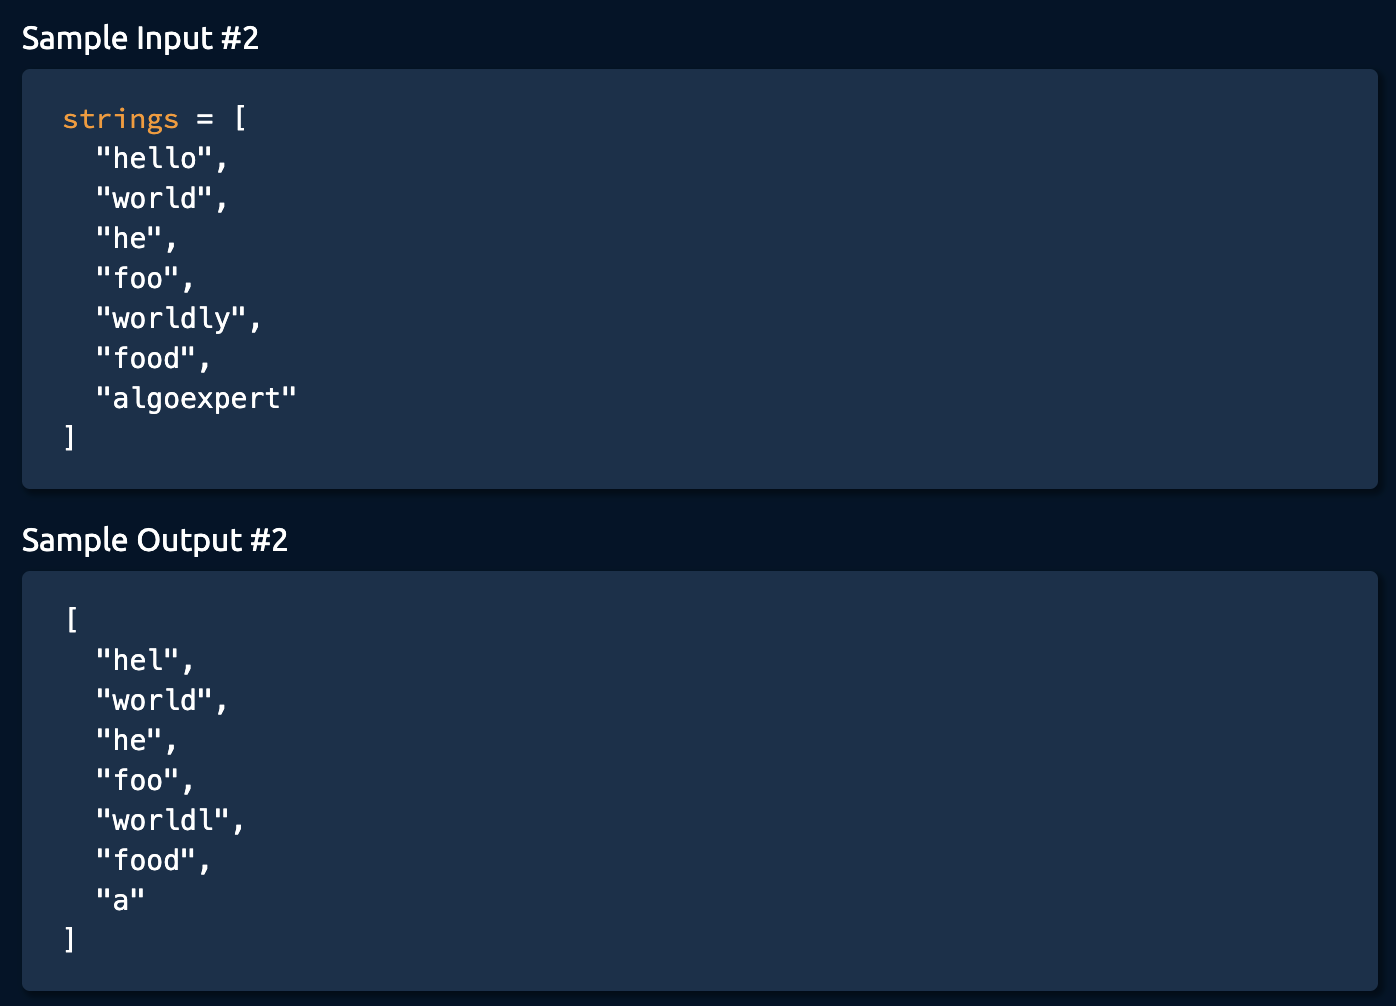 Sample Input #2
strings = [
  "hello",
  "world",
  "he",
  "foo",
  "worldly",
  "food",
  "algoexpert"
]
Sample Output #2
[
  "hel",
  "world",
  "he",
  "foo",
  "worldl",
  "food",
  "a"
]